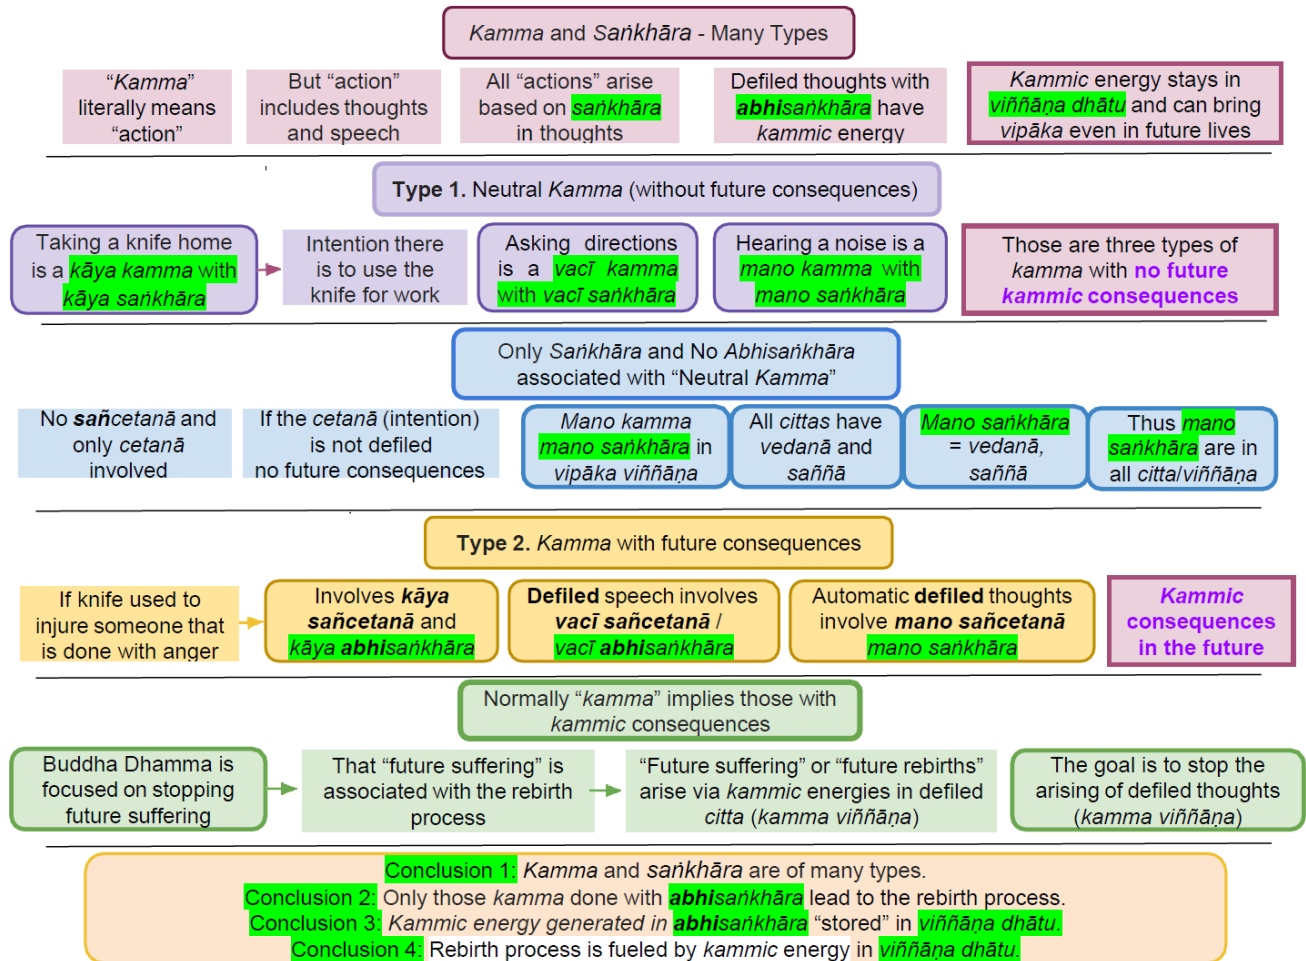 Kamma and Saṅkhāra - Many Types
“Kamma”
literally means
“action”
But “action”
includes thoughts
and speech
All “actions” arise
based on saṅkhāra
in thoughts
Defiled thoughts with
abhisaṅkhāra have
kammic energy
Kammic energy stays in
viññāṇa dhātu and can bring
vipāka even in future lives
Type 1. Neutral Kamma (without future consequences)
Taking a knife home
is a kāya kamma with
kāya saṅkhāra
Intention there
is to use the
knife for work
Asking directions
is a vacī kamma
with vacī saṅkhāra
Hearing a noise is a
mano kamma with
mano saṅkhāra
Those are three types of
kamma with no future
kammic consequences
Only Saṅkhāra and No Abhisaṅkhāra
associated with “Neutral Kamma”
No sañcetanā and
only cetanā
involved
If the cetanā (intention)
is not defiled
no future consequences
Mano kamma
mano saṅkhāra in
vipāka viññāṇa
All cittas have
vedanā and
saññā
Mano saṅkhāra
= vedanā,
saññā
Thus mano
saṅkhāra are in
all citta/viññāṇa
Type 2. Kamma with future consequences
If knife used to
injure someone that
is done with anger
Involves kāya
sañcetanā and
kāya abhisaṅkhāra
Defiled speech involves
vacī sañcetanā /
vacī abhisaṅkhāra
Automatic defiled thoughts
involve mano sañcetanā
mano saṅkhāra
Kammic
consequences
in the future
Normally “kamma” implies those with
kammic consequences
Buddha Dhamma is
focused on stopping
future suffering
That “future suffering” is
associated with the rebirth
process
“Future suffering” or “future rebirths”
arise via kammic energies in defiled
citta (kamma viññāṇa)
The goal is to stop the
arising of defiled thoughts
(kamma viññāṇa)
Conclusion 1: Kamma and saṅkhāra are of many types.
Conclusion 2: Only those kamma done with abhisaṅkhāra lead to the rebirth process.
Conclusion 3: Kammic energy generated in abhisaṅkhāra “stored” in viññāṇa dhātu.
Conclusion 4: Rebirth process is fueled by kammic energy in viññāṇa dhātu.